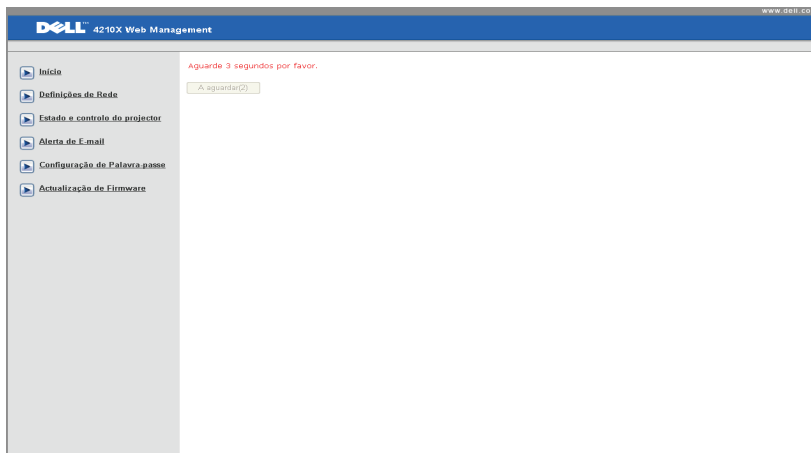 www.dell.co
DELL™ 4210X Web Management
Início
Definições de Rede
Estado e controlo do projector
Alerta de E-mail
Configuração de Palavra-passe
Actualização de Firmware
Aguarde 3 segundos por favor.
A aguardar(2)